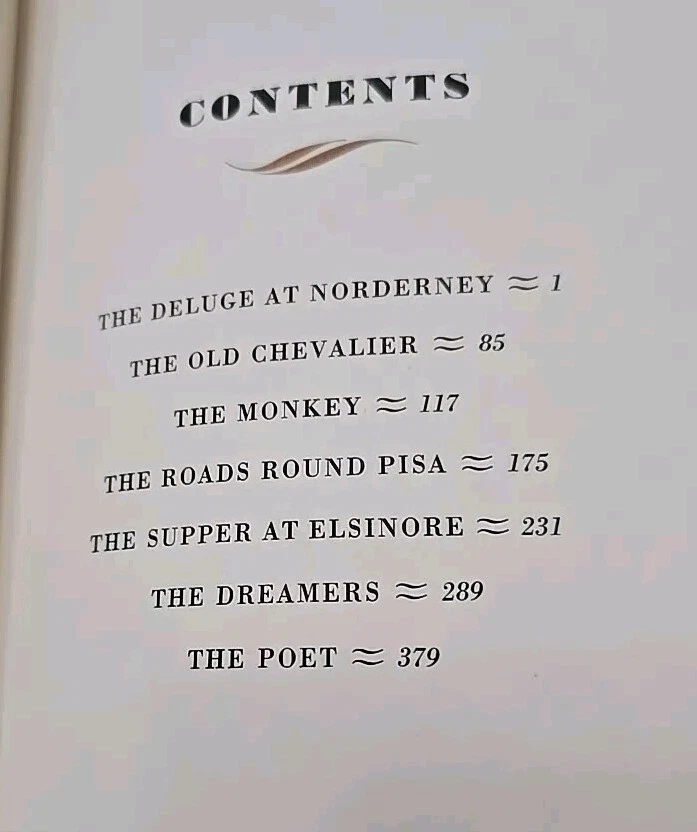 CONTENTS
THE DELUGE AT NORDERNEY ≈ 1
THE OLD CHEVALIER ≈ 85
THE MONKEY ≈ 117
THE ROADS ROUND PISA ≈ 175
THE SUPPER AT ELSINORE ≈ 231
THE DREAMERS ≈ 289
THE POET ≈ 379